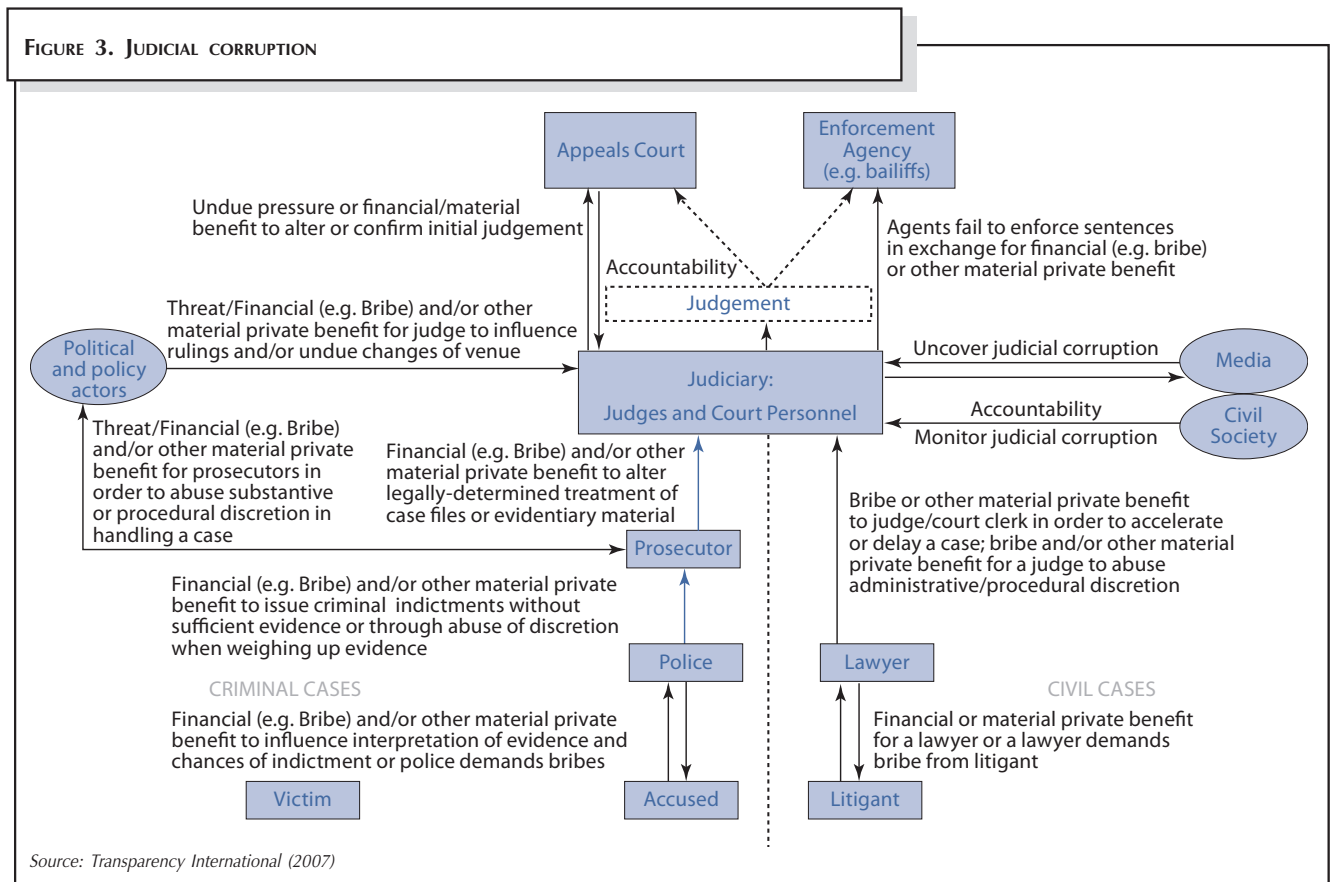 FIGURE 3. JUDICIAL CORRUPTION
Appeals Court
Enforcement
Agency
(e.g. bailiffs)
Undue pressure or financial/material
benefit to alter or confirm initial judgement
Agents fail to enforce sentences
in exchange for financial (e.g. bribe)
or other material private benefit
Accountability
Judgement
Threat/Financial (e.g. Bribe) and/or other
material private benefit for judge to influence
rulings and/or undue changes of venue
Political
and policy
actors
Judiciary:
Judges and Court Personnel
Uncover judicial corruption
Media
Accountability
Monitor judicial corruption
Civil
Society
Threat/Financial (e.g. Bribe)
and/or other material private
benefit for prosecutors in
order to abuse substantive
or procedural discretion in
handling a case
Financial (e.g. Bribe) and/or other
material private benefit to alter
legally-determined treatment of
case files or evidentiary material
Bribe or other material private benefit
to judge/court clerk in order to accelerate
or delay a case; bribe and/or other material
private benefit for a judge to abuse
administrative/procedural discretion
Prosecutor
Financial (e.g. Bribe) and/or other material private
benefit to issue criminal indictments without
sufficient evidence or through abuse of discretion
when weighing up evidence
Police
Lawyer
CRIMINAL CASES
CIVIL CASES
Financial (e.g. Bribe) and/or other material private
benefit to influence interpretation of evidence and
chances of indictment or police demands bribes
Financial or material private benefit
for a lawyer or a lawyer demands
bribe from litigant
Victim
Accused
Litigant
Source: Transparency International (2007)